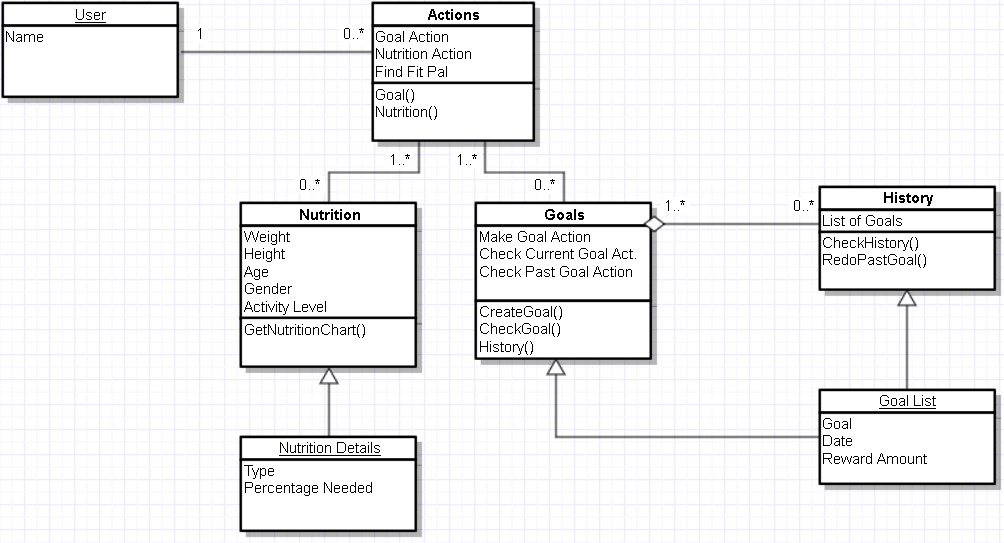 User
Name
1
0..*
Actions
Goal Action
Nutrition Action
Find Fit Pal
Goal()
Nutrition()
1..*
1..*
0..*
0..*
Nutrition
Weight
Height
Age
Gender
Activity Level
GetNutritionChart()
Goals
Make Goal Action
Check Current Goal Act.
Check Past Goal Action
CreateGoal()
CheckGoal()
History()
1..*
0..*
History
List of Goals
CheckHistory()
RedoPastGoal()
Nutrition Details
Type
Percentage Needed
Goal List
Goal
Date
Reward Amount